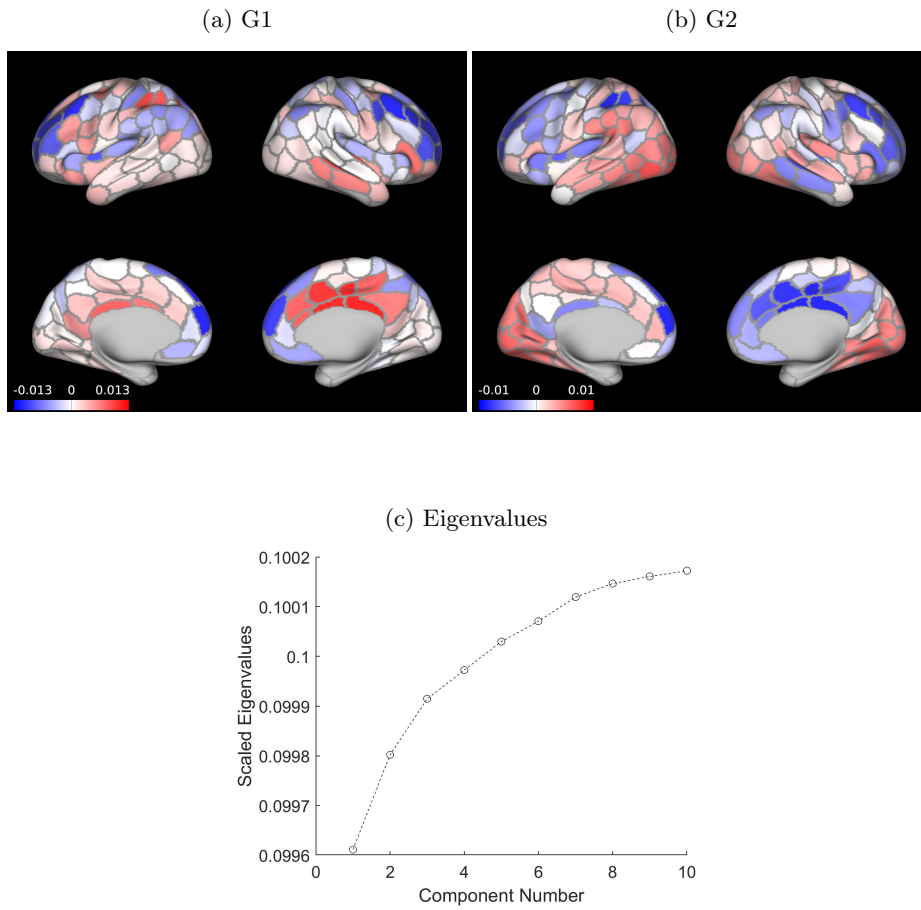 (a) G1
(b) G2
-0.013 0 0.013
-0.01 0 0.01
(c) Eigenvalues
0.1002
0.1001
0.1
0.0999
0.0998
0.0997
0.0996
Scaled Eigenvalues
0 2 4 6 8 10
Component Number